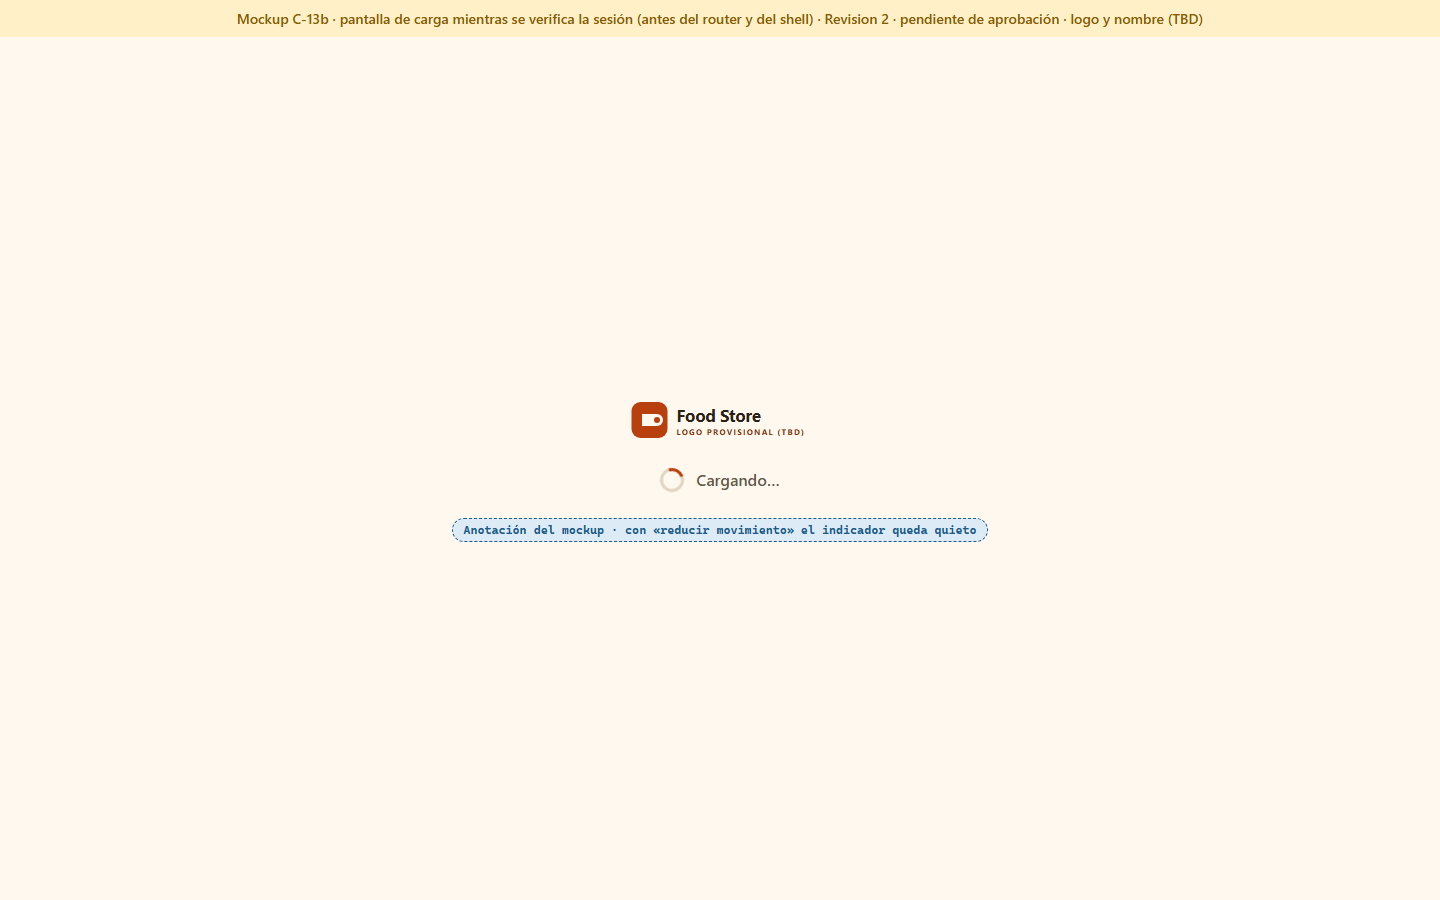 Mockup C-13b · pantalla de carga mientras se verifica la sesión (antes del router y del shell) · Revision 2 · pendiente de aprobación · logo y nombre (TBD)
Food Store
LOGO PROVISIONAL (TBD)
Cargando...
Anotación del mockup · con «reducir movimiento» el indicador queda quieto